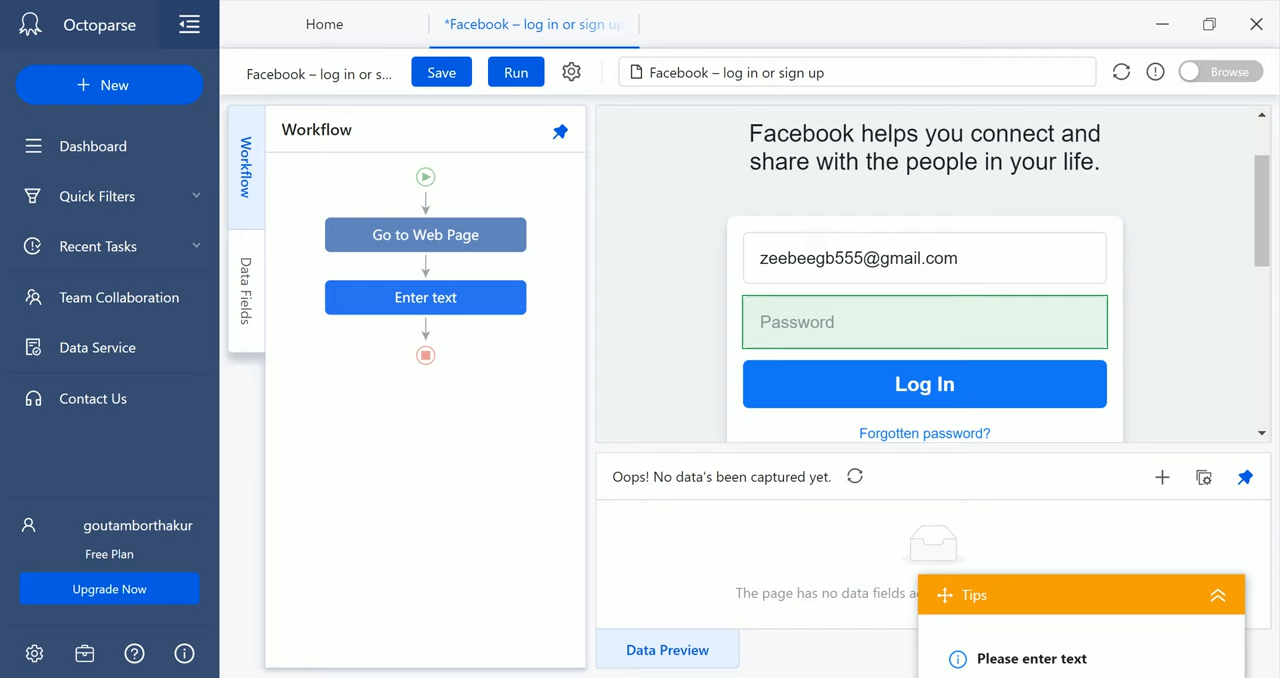 Octoparse
Home
*Facebook – log in or sign up
Facebook – log in or s...
Save
Run
Facebook – log in or sign up
Browse
New
Dashboard
Quick Filters
Recent Tasks
Team Collaboration
Data Service
Contact Us
goutamborthakur
Free Plan
Upgrade Now
Workflow
Data Fields
Workflow
Go to Web Page
Enter text
Facebook helps you connect and
share with the people in your life.
zeebeegb555@gmail.com
Password
Log In
Forgotten password?
Oops! No data's been captured yet.
The page has no data fields
Data Preview
Tips
Please enter text